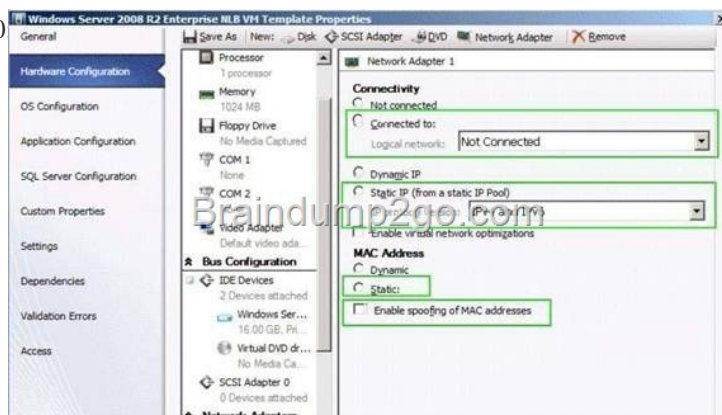 Windows Server 2008 R2 Enterprise NLB VM Template Properties
)
General
Hardware Configuration
OS Configuration
Application Configuration
SQL Server Configuration
Custom Properties
Settings
Dependencies
Validation Errors
Access
Save As New: Disk SCSI Adapter DVD Network Adapter Remove
Processor
1 processor
Memory
1024 MB
Floppy Drive
No Media Captured
COM 1
None
COM 2
Video Adapter
Default video ada...
Bus Configuration
IDE Devices
2 Devices attached
Windows Ser...
16.00 GB, Pri...
Virtual DVD dr...
No Media Ca...
SCSI Adapter 0
0 Devices attached
Network Adapters
Network Adapter 1
Connectivity
Not connected
Connected to:
Logical network: Not Connected
Dynamic IP
Static IP (from a static IP Pool)
Braindump2go.com
Enable virtual network optimizations
MAC Address
Dynamic
Static:
Enable spoofing of MAC addresses